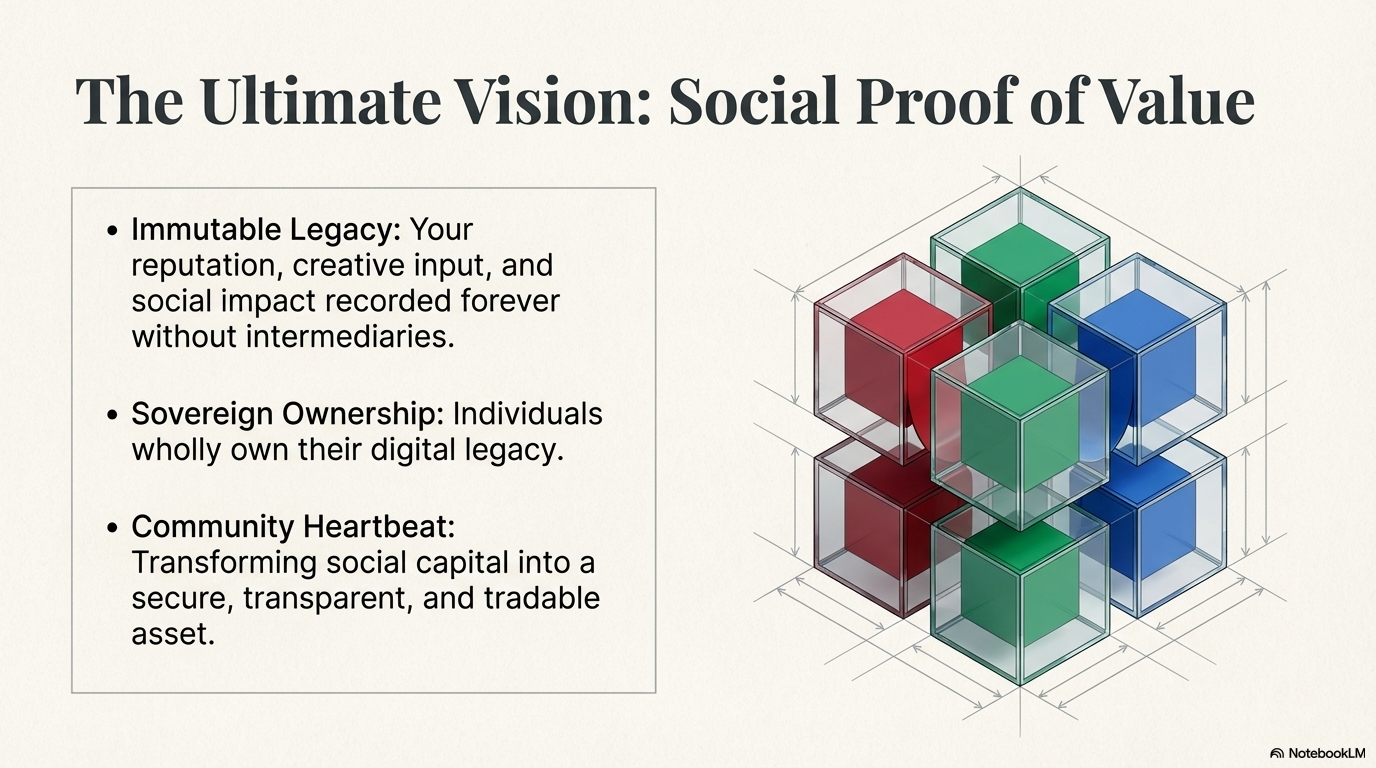 The Ultimate Vision: Social Proof of Value
• Immutable Legacy: Your
reputation, creative input, and
social impact recorded forever
without intermediaries.
• Sovereign Ownership: Individuals
wholly own their digital legacy.
• Community Heartbeat:
Transforming social capital into a
secure, transparent, and tradable
asset.
NotebookLM